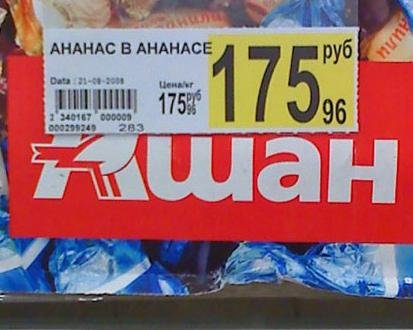 АНАНАС В АНАНАСЕ
Data : 21-08-2008
Цена/кг
175 руб 96
175 руб 96
2 340167 000009
000299249 283
Ашан